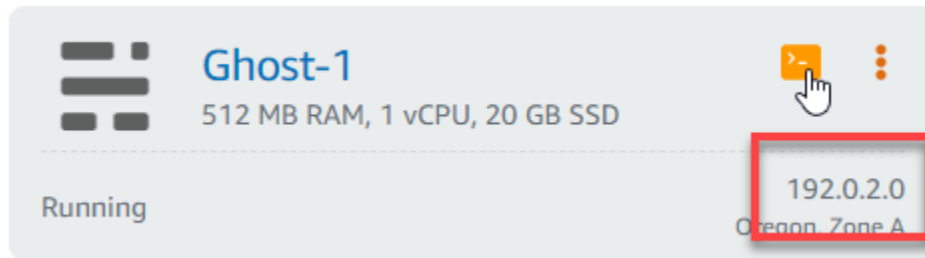 Ghost-1
>_
512 MB RAM, 1 vCPU, 20 GB SSD
Running
192.0.2.0
Oregon, Zone A